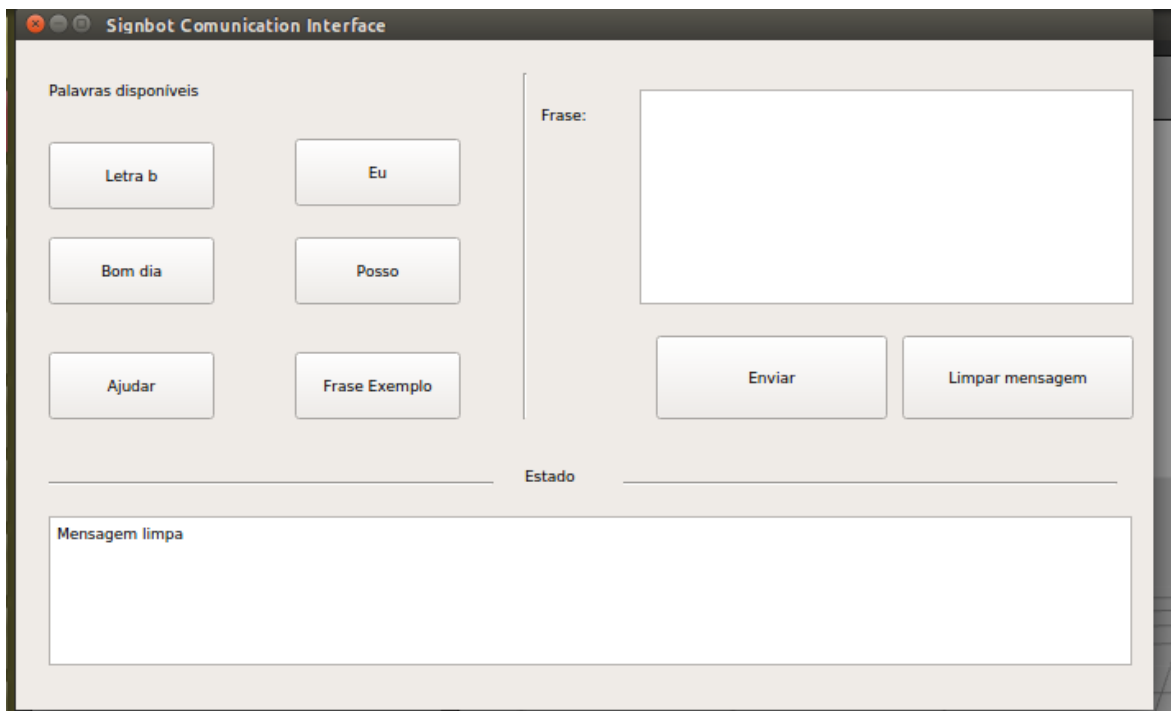 Signbot Comunication Interface
Palavras disponíveis
Frase:
Letra b
Eu
Bom dia
Posso
Ajudar
Frase Exemplo
Enviar
Limpar mensagem
Estado
Mensagem limpa